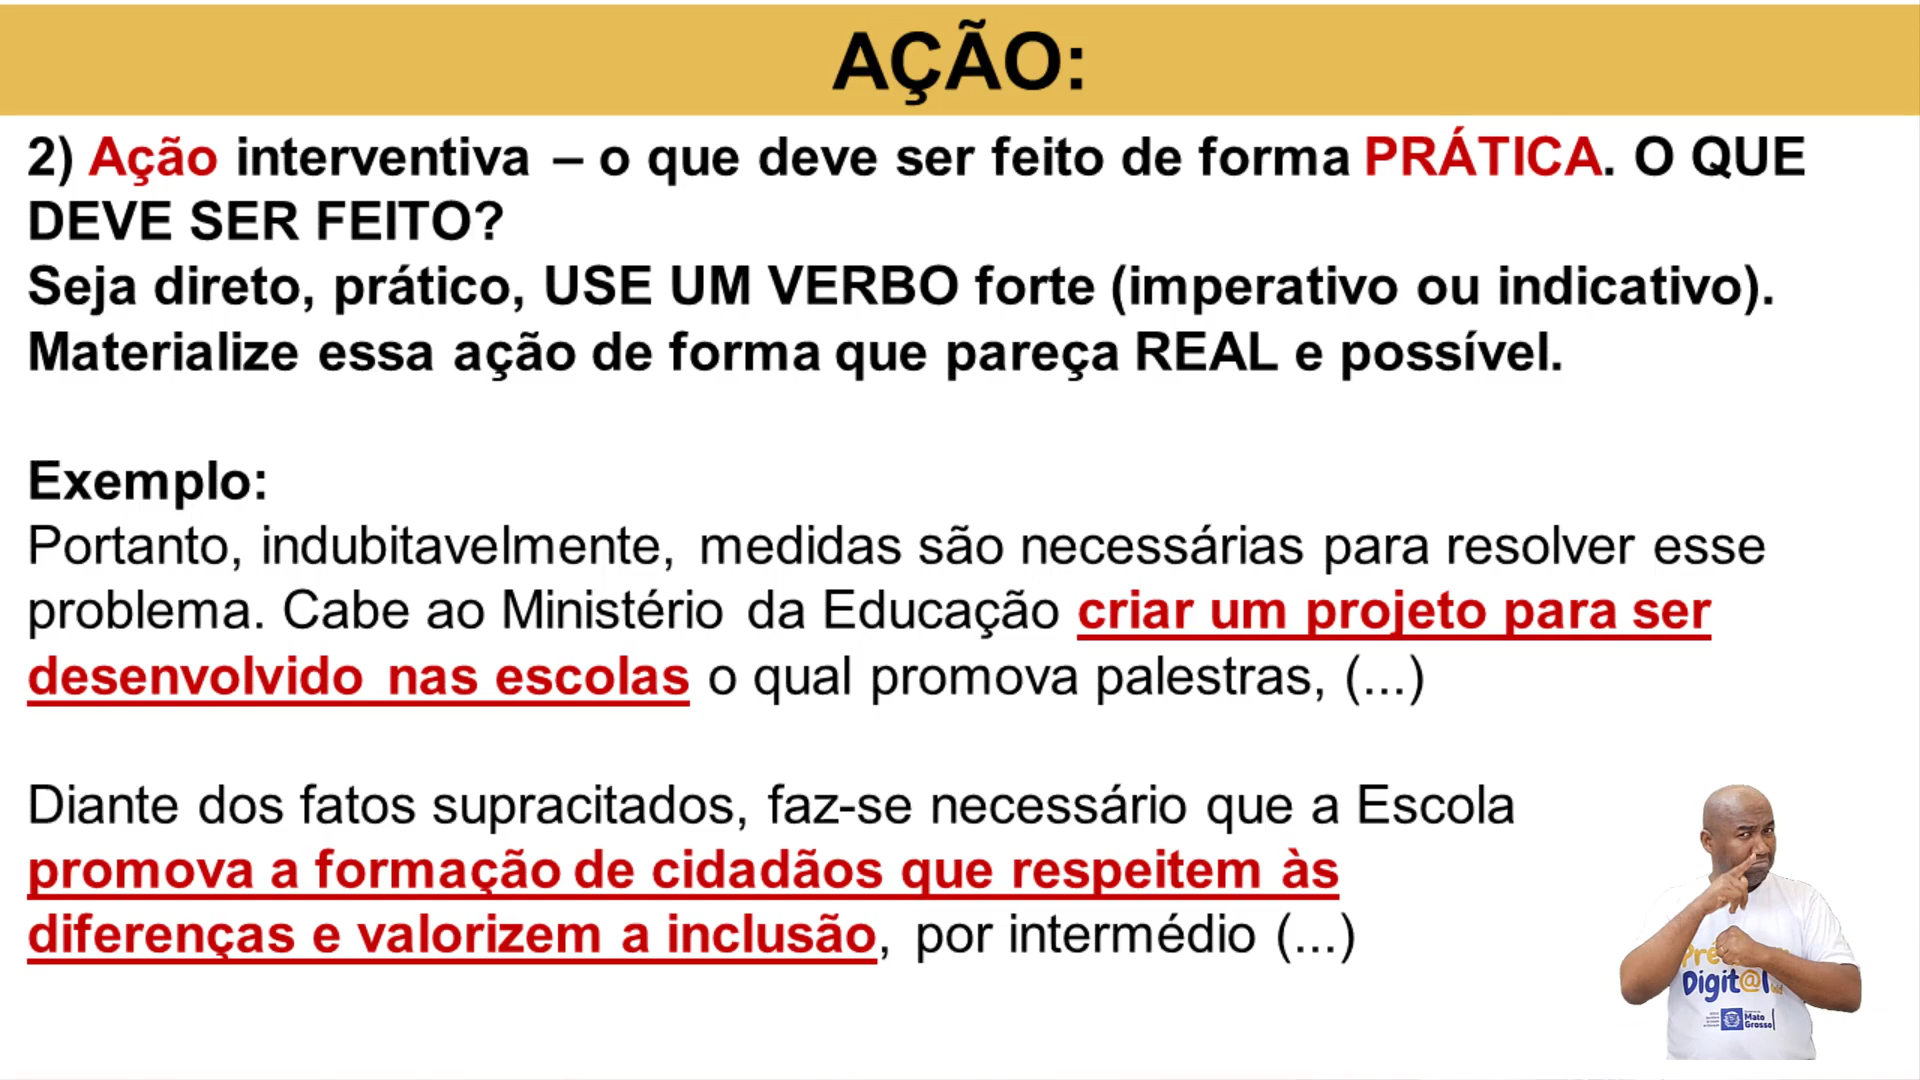 AÇÃO:
2) Ação interventiva – o que deve ser feito de forma PRÁTICA. O QUE
DEVE SER FEITO?
Seja direto, prático, USE UM VERBO forte (imperativo ou indicativo).
Materialize essa ação de forma que pareça REAL e possível.
Exemplo:
Portanto, indubitavelmente, medidas são necessárias para resolver esse
problema. Cabe ao Ministério da Educação criar um projeto para ser
desenvolvido nas escolas o qual promova palestras, (...)
Diante dos fatos supracitados, faz-se necessário que a Escola
promova a formação de cidadãos que respeitem às
diferenças e valorizem a inclusão, por intermédio (...)
Digit@l
Mato
Grosso